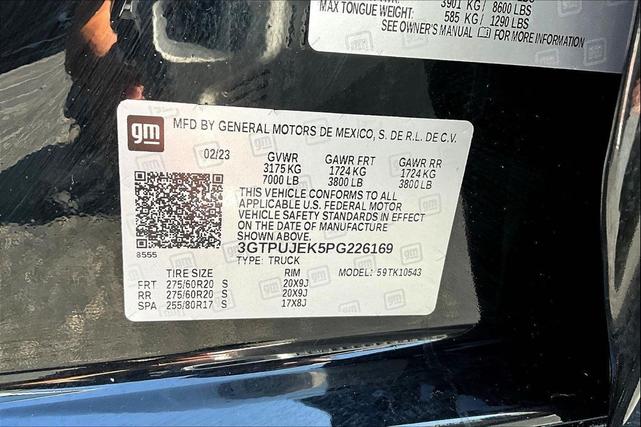 3901 KG / 8600 LBS
MAX TONGUE WEIGHT: 585 KG / 1290 LBS
SEE OWNER'S MANUAL FOR MORE INFORMATION
gm MFD BY GENERAL MOTORS DE MEXICO, S. DE R.L. DE C.V.
02/23 GVWR GAWR FRT GAWR RR
3175 KG 1724 KG 1724 KG
7000 LB 3800 LB 3800 LB
THIS VEHICLE CONFORMS TO ALL
APPLICABLE U.S. FEDERAL MOTOR
VEHICLE SAFETY STANDARDS IN EFFECT
ON THE DATE OF MANUFACTURE
SHOWN ABOVE.
3GTPUJEK5PG226169
8555 TYPE: TRUCK
TIRE SIZE RIM MODEL: 59TK10543
FRT 275/60R20 S 20X9J
RR 275/60R20 S 20X9J
SPA 255/80R17 S 17X8J